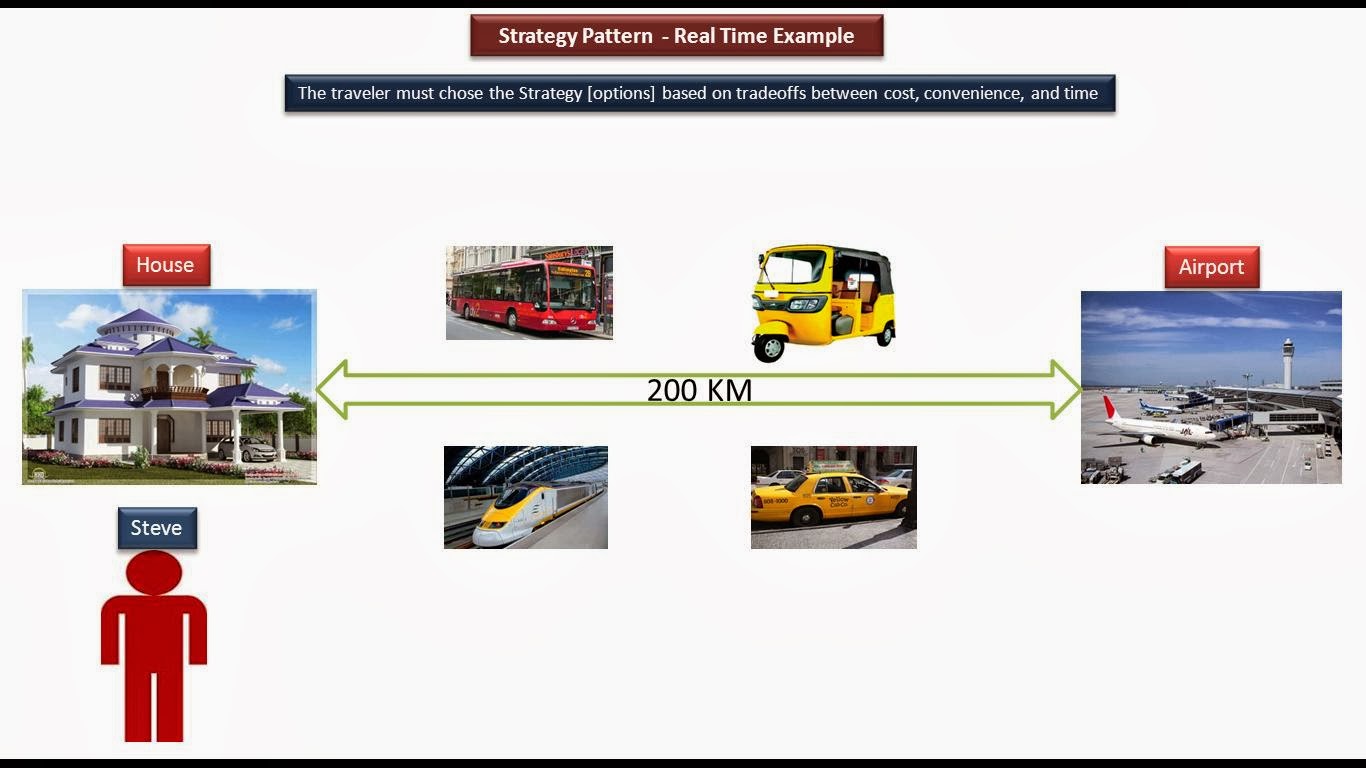 Strategy Pattern - Real Time Example
The traveler must chose the Strategy [options] based on tradeoffs between cost, convenience, and time
House
Airport
200 KM
Steve
Yellow